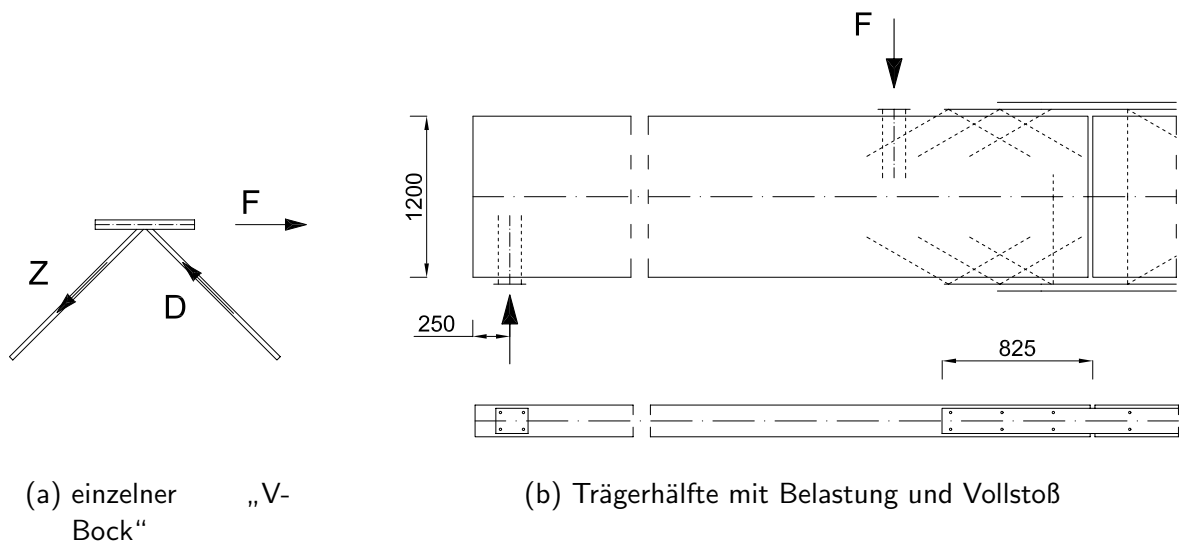 F
1200
F
Z
D
250
825
(a) einzelner „V-
Bock“
(b) Trägerhälfte mit Belastung und Vollstoß